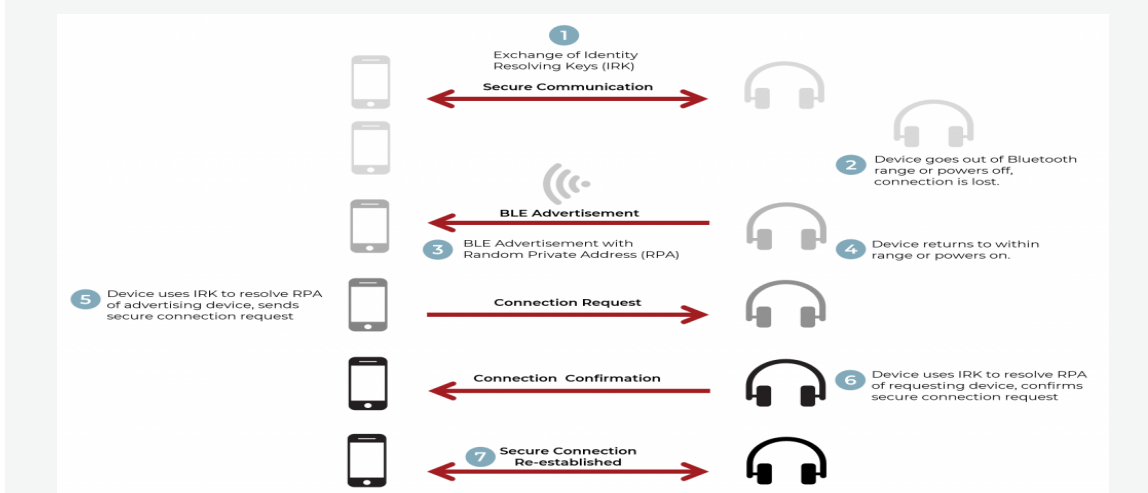 1
Exchange of Identity
Resolving Keys (IRK)
Secure Communication
2
Device goes out of Bluetooth
range or powers off,
connection is lost.
BLE Advertisement
3
BLE Advertisement with
Random Private Address (RPA)
4
Device returns to within
range or powers on.
5
Device uses IRK to resolve RPA
of advertising device, sends
secure connection request
Connection Request
Connection Confirmation
6
Device uses IRK to resolve RPA
of requesting device, confirms
secure connection request
7
Secure Connection
Re-established